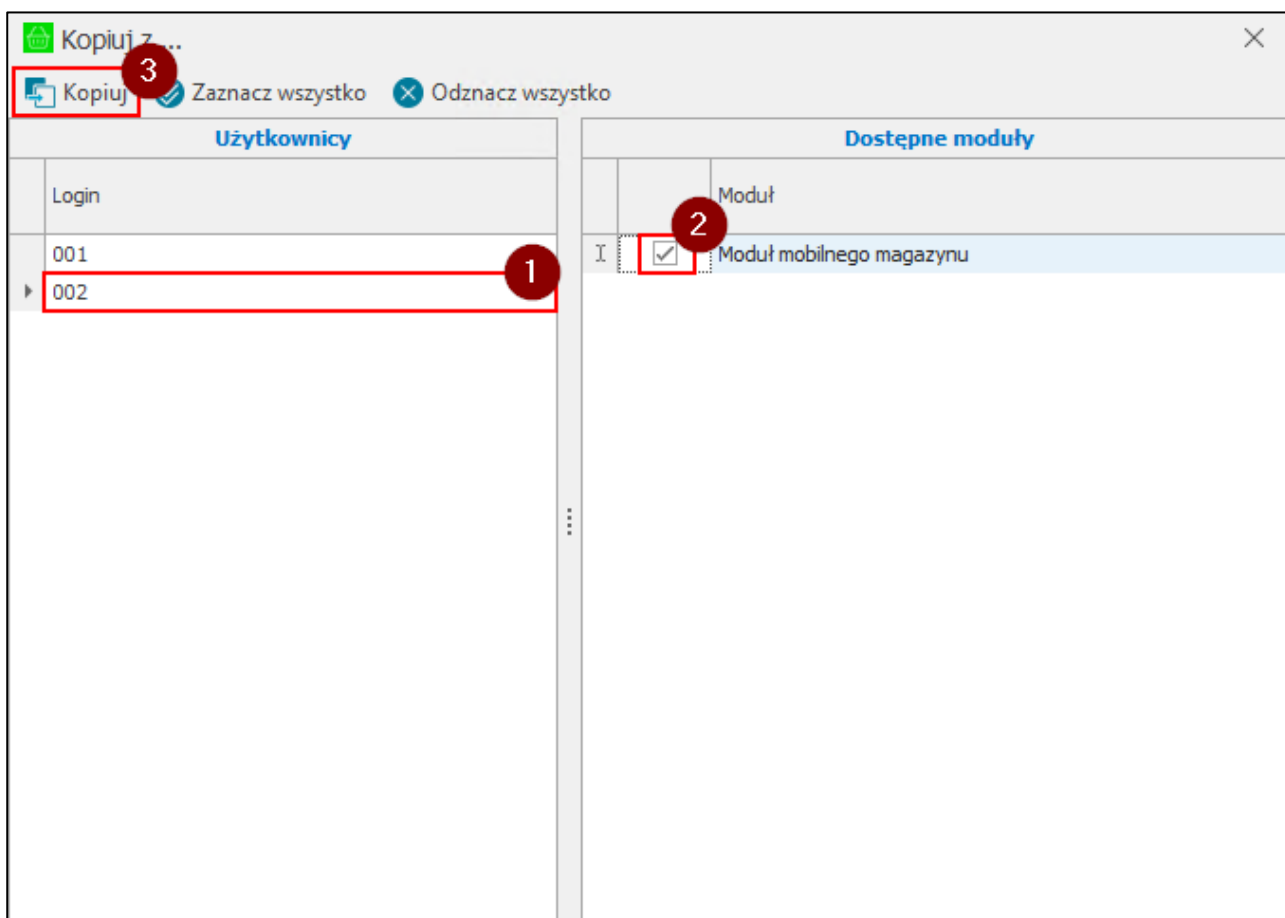 Kopiuj z ...
3
Kopiuj Zaznacz wszystko Odznacz wszystko
Użytkownicy Dostępne moduły
Login Moduł
2
001 Moduł mobilnego magazynu
1
002